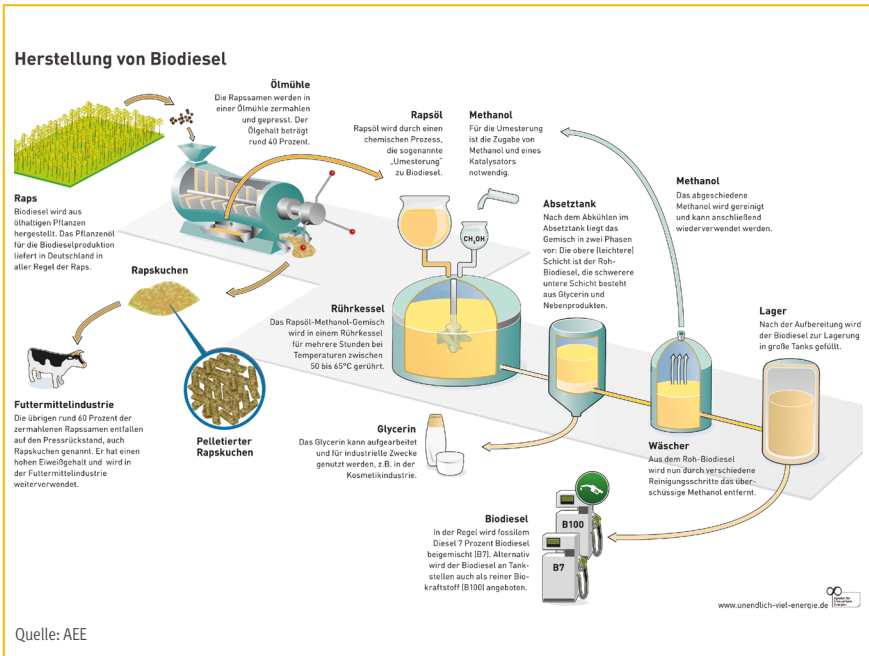 Herstellung von Biodiesel
Ölmühle
Die Rapssamen werden in
einer Ölmühle zermahlen
und gepresst. Der
Ölgehalt beträgt
rund 40 Prozent.
Rapsöl
Rapsöl wird durch einen
chemischen Prozess,
die sogenannte
„Umesterung“
zu Biodiesel.
Methanol
Für die Umesterung
ist die Zugabe von
Methanol und eines
Katalysators
notwendig.
CH₃OH
Methanol
Das abgeschiedene
Methanol wird gereinigt
und kann anschließend
wiederverwendet werden.
Raps
Biodiesel wird aus
ölhaltigen Pflanzen
hergestellt. Das Pflanzenöl
für die Biodieselproduktion
liefert in Deutschland in
aller Regel der Raps.
Absetztank
Nach dem Abkühlen im
Absetztank liegt das
Gemisch in zwei Phasen
vor: Die obere (leichtere)
Schicht ist der Roh-
Biodiesel, die schwerere
untere Schicht besteht
aus Glycerin und
Nebenprodukten.
Rapskuchen
Rührkessel
Das Rapsöl-Methanol-Gemisch
wird in einem Rührkessel
für mehrere Stunden bei
Temperaturen zwischen
50 bis 65°C gerührt.
Lager
Nach der Aufbereitung wird
der Biodiesel zur Lagerung
in große Tanks gefüllt.
Futtermittelindustrie
Die übrigen rund 60 Prozent der
zermahlenen Rapssamen entfallen
auf den Pressrückstand, auch
Rapskuchen genannt. Er hat einen
hohen Eiweißgehalt und wird in
der Futtermittelindustrie
weiterverwendet.
Pelletierter
Rapskuchen
Glycerin
Das Glycerin kann aufgearbeitet
und für industrielle Zwecke
genutzt werden, z.B. in der
Kosmetikindustrie.
Wäscher
Aus dem Roh-Biodiesel
wird nun durch verschiedene
Reinigungsschritte das über-
schüssige Methanol entfernt.
Biodiesel
In der Regel wird fossilem
Diesel 7 Prozent Biodiesel
beigemischt (B7). Alternativ
wird der Biodiesel an Tank-
stellen auch als reiner Bio-
kraftstoff (B100) angeboten.
B100
B7
www.unendlich-viel-energie.de
Agentur für
Erneuerbare
Energien
Quelle: AEE